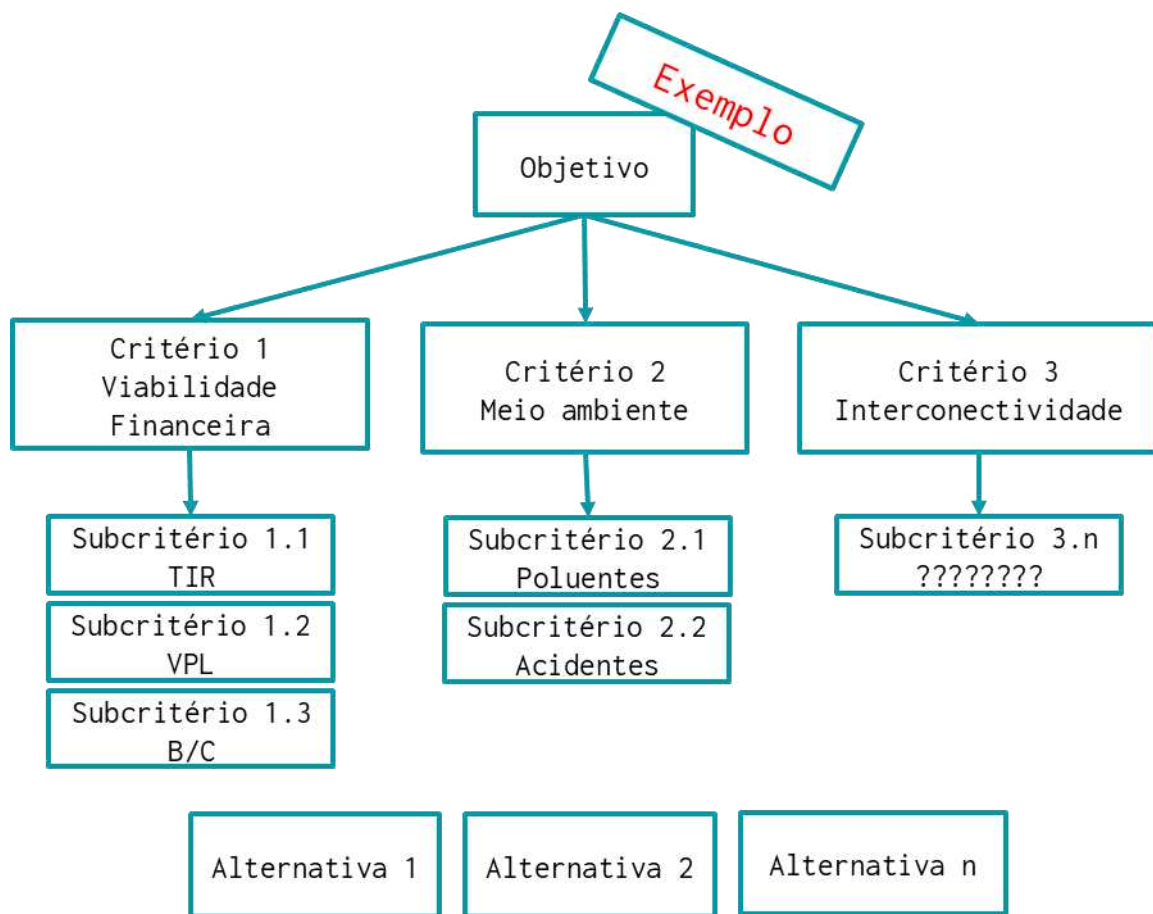 Exemplo
Objetivo
Critério 1
Viabilidade
Financeira
Critério 2
Meio ambiente
Critério 3
Interconectividade
Subcritério 1.1
TIR
Subcritério 1.2
VPL
Subcritério 1.3
B/C
Subcritério 2.1
Poluentes
Subcritério 2.2
Acidentes
Subcritério 3.n
????????
Alternativa 1
Alternativa 2
Alternativa n